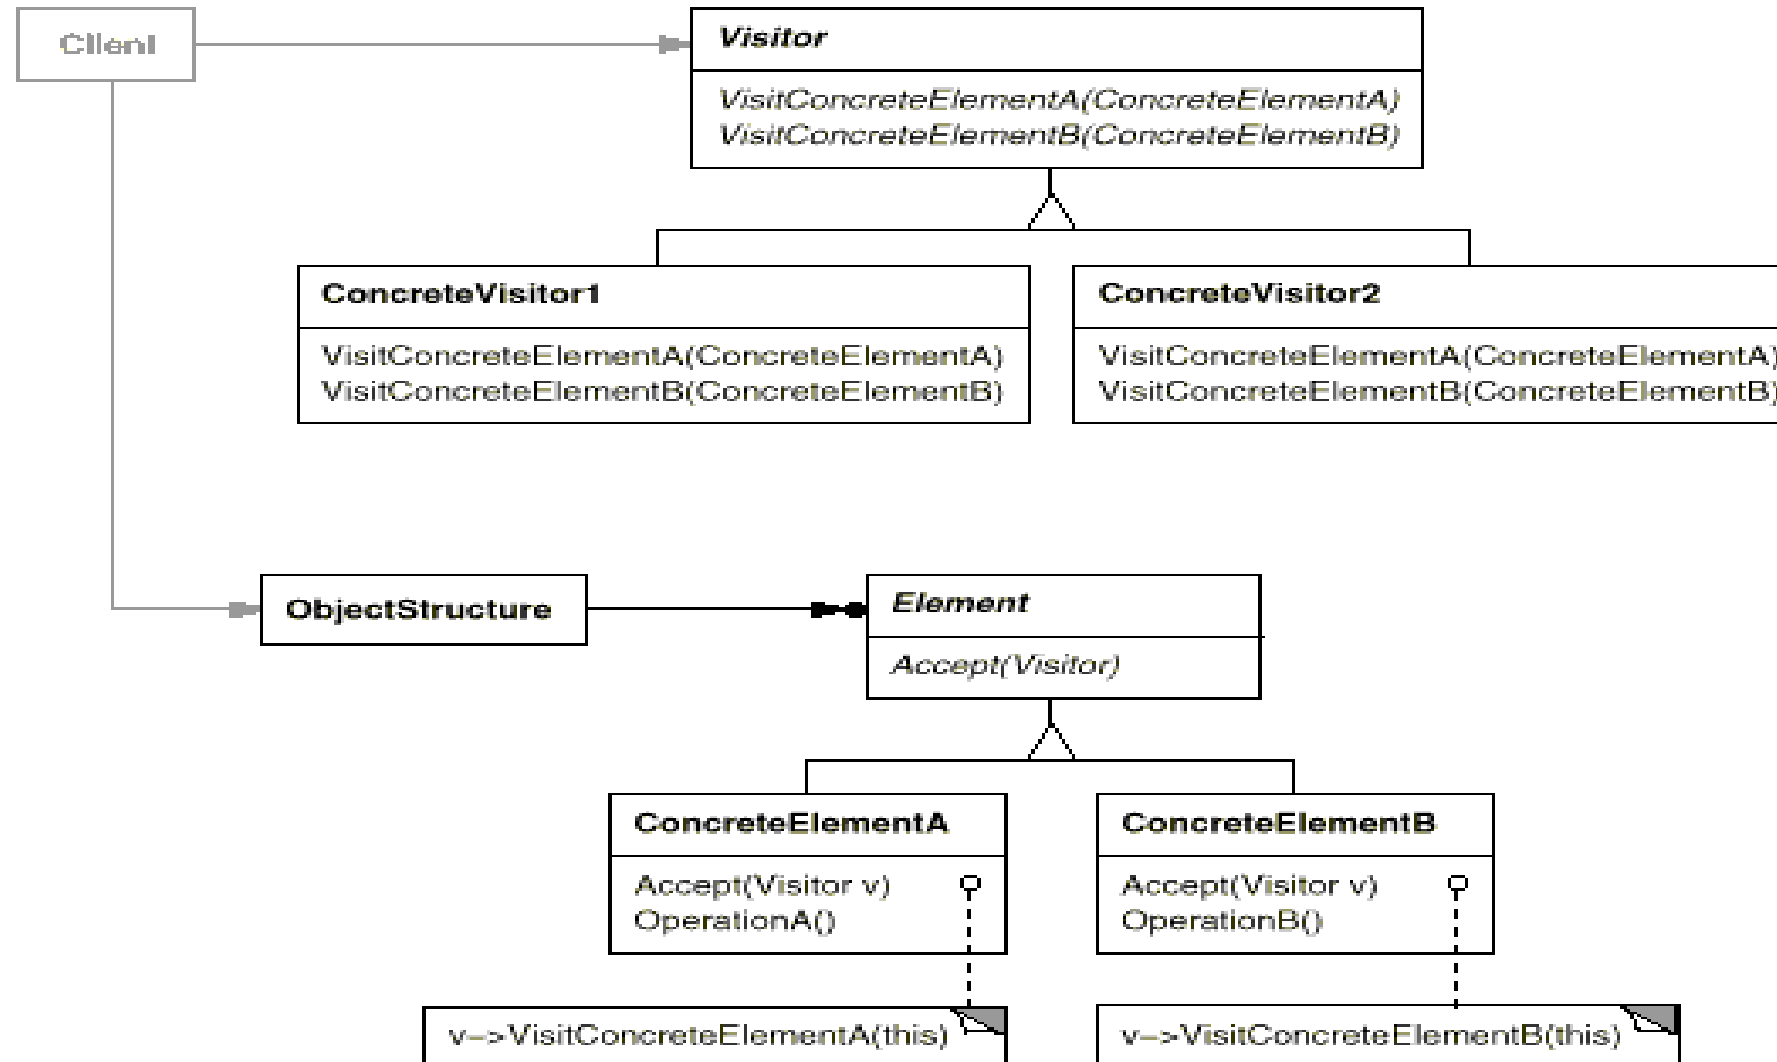 Client
Visitor
VisitConcreteElementA(ConcreteElementA)
VisitConcreteElementB(ConcreteElementB)
ConcreteVisitor1
VisitConcreteElementA(ConcreteElementA)
VisitConcreteElementB(ConcreteElementB)
ConcreteVisitor2
VisitConcreteElementA(ConcreteElementA)
VisitConcreteElementB(ConcreteElementB)
ObjectStructure
Element
Accept(Visitor)
ConcreteElementA
Accept(Visitor v)
OperationA()
ConcreteElementB
Accept(Visitor v)
OperationB()
v->VisitConcreteElementA(this)
v->VisitConcreteElementB(this)